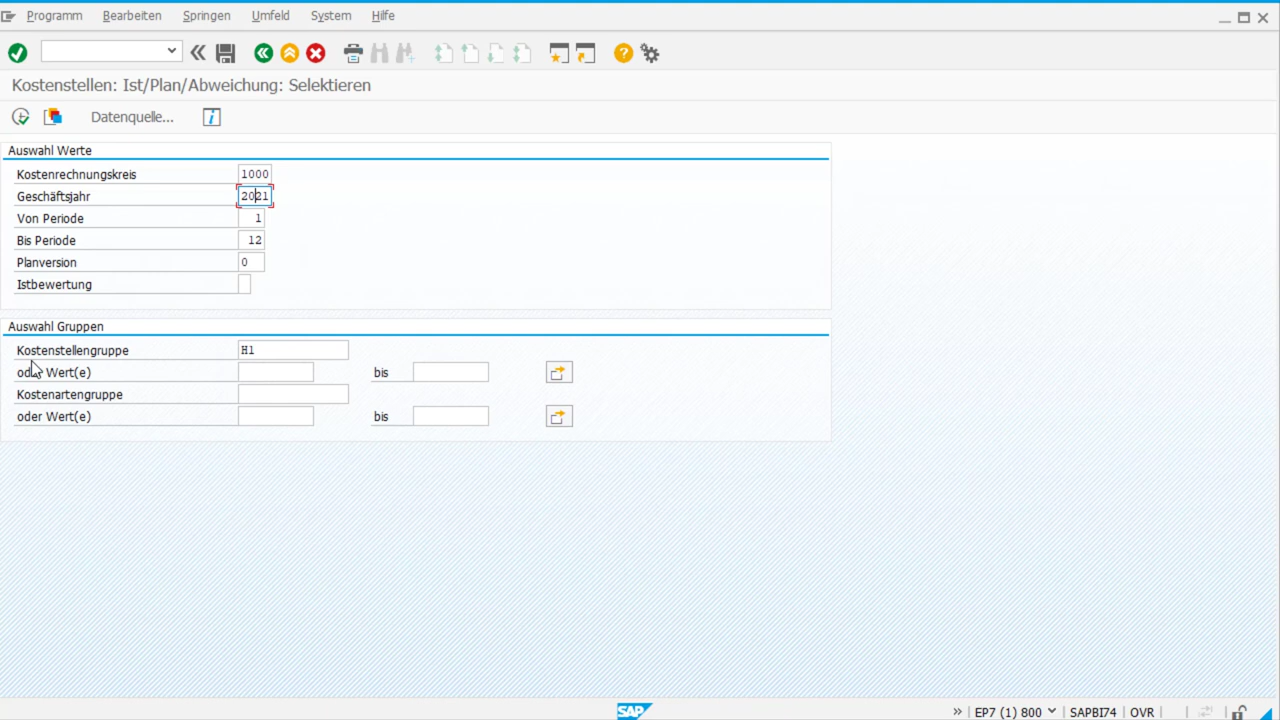 Programm Bearbeiten Springen Umfeld System Hilfe
Kostenstellen: Ist/Plan/Abweichung: Selektieren
Datenquelle...
Auswahl Werte
Kostenrechnungskreis 1000
Geschäftsjahr 2021
Von Periode 1
Bis Periode 12
Planversion 0
Istbewertung
Auswahl Gruppen
Kostenstellengruppe H1
oder Wert(e) bis
Kostenartengruppe
oder Wert(e) bis
SAP EP7 (1) 800 SAPBI74 OVR